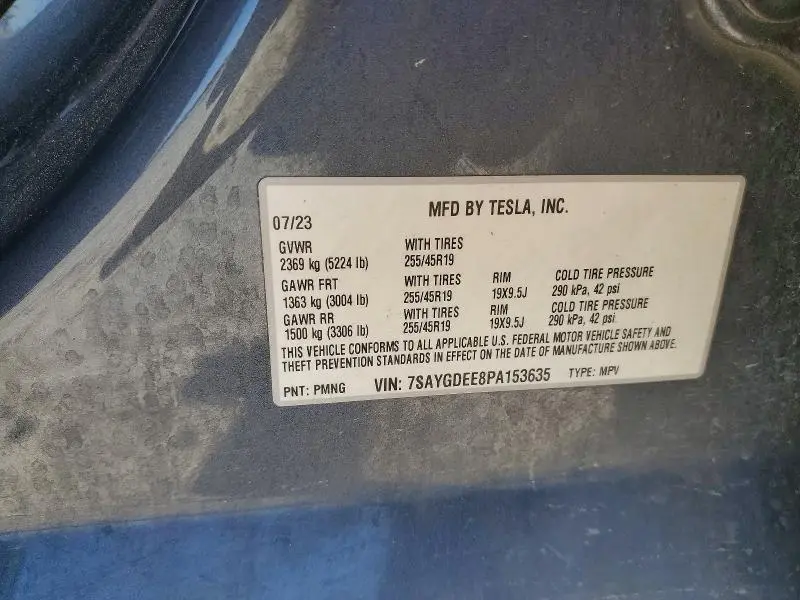 MFD BY TESLA, INC.
07/23
GVWR WITH TIRES
2369 kg (5224 lb) 255/45R19
GAWR FRT WITH TIRES RIM COLD TIRE PRESSURE
1363 kg (3004 lb) 255/45R19 19X9.5J 290 kPa, 42 psi
GAWR RR WITH TIRES RIM COLD TIRE PRESSURE
1500 kg (3306 lb) 255/45R19 19X9.5J 290 kPa, 42 psi
THIS VEHICLE CONFORMS TO ALL APPLICABLE U.S. FEDERAL MOTOR VEHICLE SAFETY AND
THEFT PREVENTION STANDARDS IN EFFECT ON THE DATE OF MANUFACTURE SHOWN ABOVE.
PNT: PMNG VIN: 7SAYGDEE8PA153635 TYPE: MPV